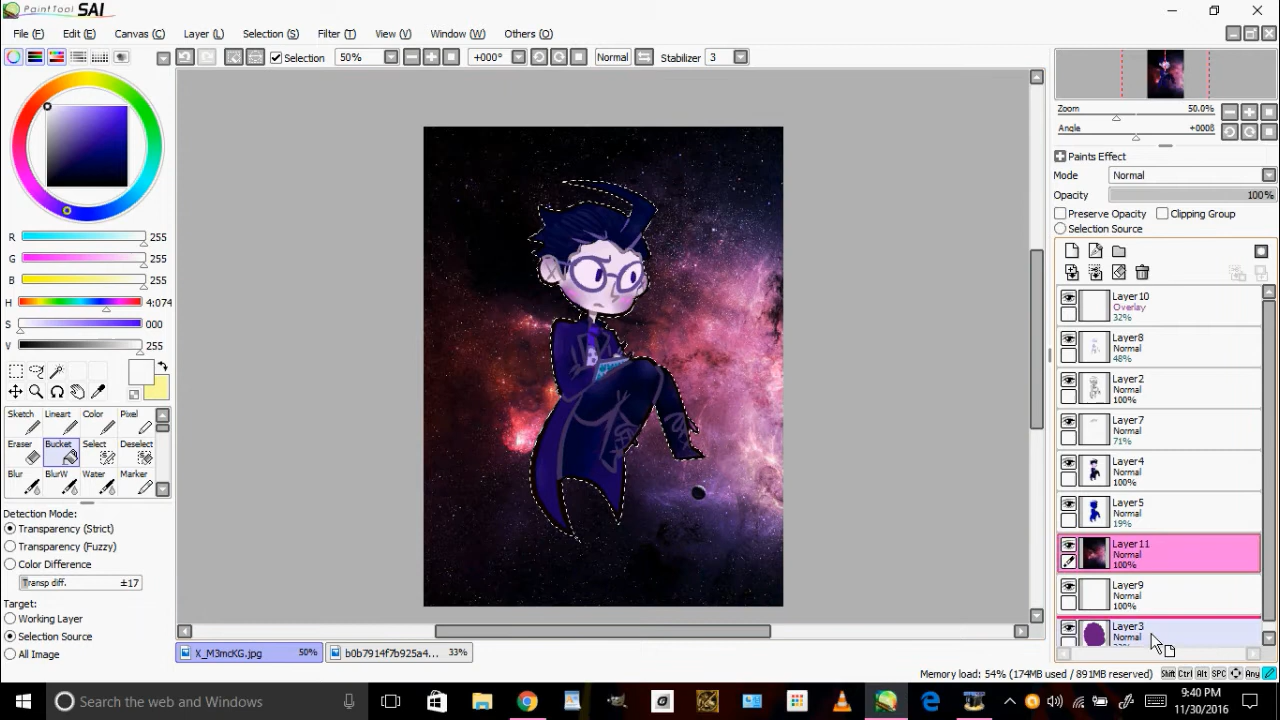 PaintTool SAI
File (F) Edit (E) Canvas (C) Layer (L) Selection (S) Filter (T) View (V) Window (W) Others (O)
Selection 50% +000° Normal Stabilizer 3
Zoom 50.0%
Angle +000
Paints Effect
Mode Normal
Opacity 100%
Preserve Opacity Clipping Group
Selection Source
R 255
G 255
B 255
H 4:074
S 000
V 255
Sketch Lineart Color Pixel
Eraser Bucket Select Deselect
Blur BlurW Water Marker
Detection Mode:
Transparency (Strict)
Transparency (Fuzzy)
Color Difference
Transp diff. ±17
Target:
Working Layer
Selection Source
All Image
Layer10
Overlay
32%
Layer8
Normal
48%
Layer2
Normal
100%
Layer7
Normal
71%
Layer4
Normal
100%
Layer5
Normal
19%
Layer11
Normal
100%
Layer9
Normal
100%
Layer3
Normal
X_M3mcKG.jpg 50% b0b7914f7b925a4... 33%
Memory load: 54% (174MB used / 891MB reserved) Shift Ctrl Alt SPC Any
Search the web and Windows
9:40 PM
11/30/2016